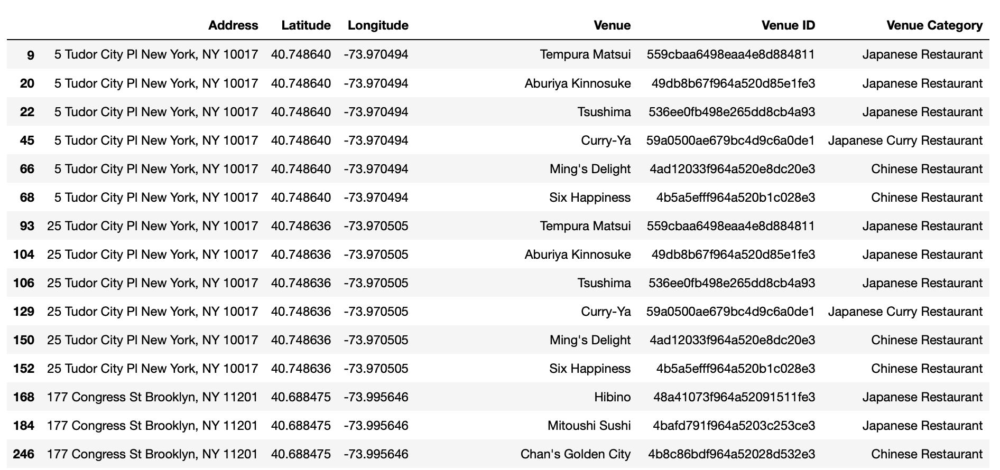 Address Latitude Longitude Venue Venue ID Venue Category
9 5 Tudor City Pl New York, NY 10017 40.748640 -73.970494 Tempura Matsui 559cbaa6498eaa4e8d884811 Japanese Restaurant
20 5 Tudor City Pl New York, NY 10017 40.748640 -73.970494 Aburiya Kinnosuke 49db8b67f964a520d85e1fe3 Japanese Restaurant
22 5 Tudor City Pl New York, NY 10017 40.748640 -73.970494 Tsushima 536ee0fb498e265dd8cb4a93 Japanese Restaurant
45 5 Tudor City Pl New York, NY 10017 40.748640 -73.970494 Curry-Ya 59a0500ae679bc4d9c6a0de1 Japanese Curry Restaurant
66 5 Tudor City Pl New York, NY 10017 40.748640 -73.970494 Ming's Delight 4ad12033f964a520e8dc20e3 Chinese Restaurant
68 5 Tudor City Pl New York, NY 10017 40.748640 -73.970494 Six Happiness 4b5a5efff964a520b1c028e3 Chinese Restaurant
93 25 Tudor City Pl New York, NY 10017 40.748636 -73.970505 Tempura Matsui 559cbaa6498eaa4e8d884811 Japanese Restaurant
104 25 Tudor City Pl New York, NY 10017 40.748636 -73.970505 Aburiya Kinnosuke 49db8b67f964a520d85e1fe3 Japanese Restaurant
106 25 Tudor City Pl New York, NY 10017 40.748636 -73.970505 Tsushima 536ee0fb498e265dd8cb4a93 Japanese Restaurant
129 25 Tudor City Pl New York, NY 10017 40.748636 -73.970505 Curry-Ya 59a0500ae679bc4d9c6a0de1 Japanese Curry Restaurant
150 25 Tudor City Pl New York, NY 10017 40.748636 -73.970505 Ming's Delight 4ad12033f964a520e8dc20e3 Chinese Restaurant
152 25 Tudor City Pl New York, NY 10017 40.748636 -73.970505 Six Happiness 4b5a5efff964a520b1c028e3 Chinese Restaurant
168 177 Congress St Brooklyn, NY 11201 40.688475 -73.995646 Hibino 48a41073f964a52091511fe3 Japanese Restaurant
184 177 Congress St Brooklyn, NY 11201 40.688475 -73.995646 Mitoushi Sushi 4bafd791f964a5203c253ce3 Japanese Restaurant
246 177 Congress St Brooklyn, NY 11201 40.688475 -73.995646 Chan's Golden City 4b8c86bdf964a52028d532e3 Chinese Restaurant